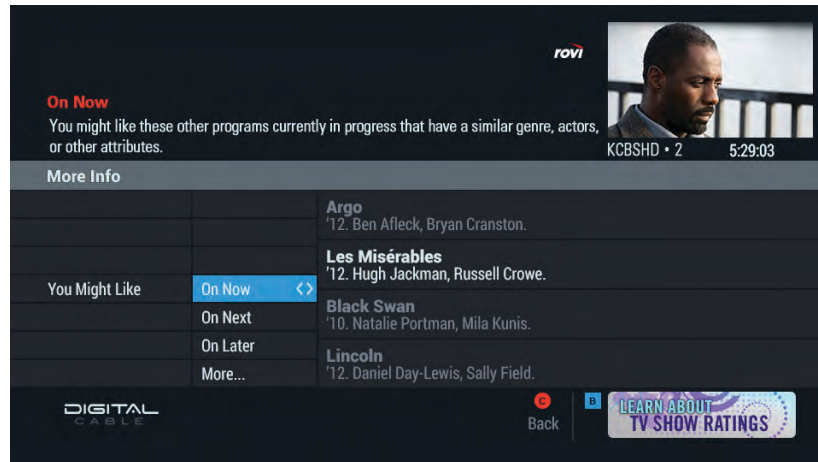 rovi
On Now
You might like these other programs currently in progress that have a similar genre, actors,
or other attributes.
KCBSHD • 2 5:29:03
More Info
Argo
'12. Ben Afleck, Bryan Cranston.
Les Misérables
'12. Hugh Jackman, Russell Crowe.
You Might Like
On Now <>
On Next
On Later
More...
Black Swan
'10. Natalie Portman, Mila Kunis.
Lincoln
'12. Daniel Day-Lewis, Sally Field.
DIGITAL
CABLE
C
Back
B
LEARN ABOUT
TV SHOW RATINGS